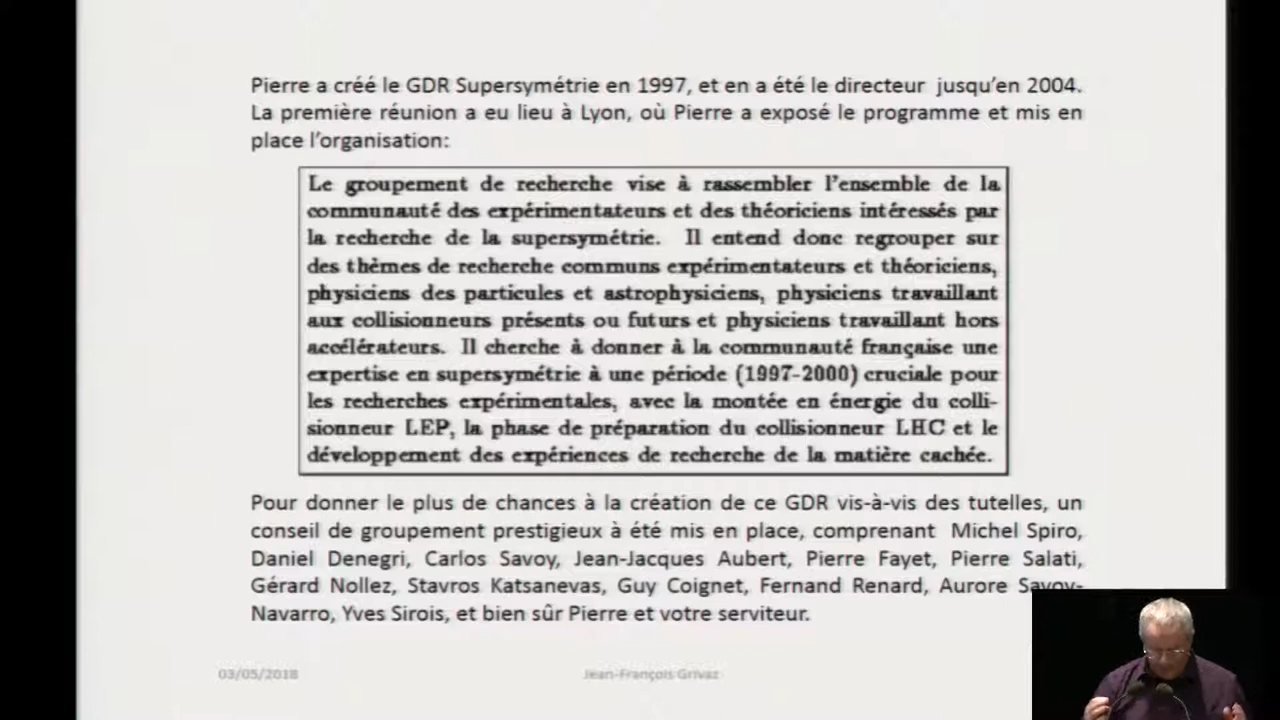 Pierre a créé le GDR Supersymétrie en 1997, et en a été le directeur jusqu'en 2004.
La première réunion a eu lieu à Lyon, où Pierre a exposé le programme et mis en
place l'organisation:
Le groupement de recherche vise à rassembler l'ensemble de la
communauté des expérimentateurs et des théoriciens intéressés par
la recherche de la supersymétrie. Il entend donc regrouper sur
des thèmes de recherche communs expérimentateurs et théoriciens,
physiciens des particules et astrophysiciens, physiciens travaillant
aux collisionneurs présents ou futurs et physiciens travaillant hors
accélérateurs. Il cherche à donner à la communauté française une
expertise en supersymétrie à une période (1997-2000) cruciale pour
les recherches expérimentales, avec la montée en énergie du colli-
sionneur LEP, la phase de préparation du collisionneur LHC et le
développement des expériences de recherche de la matière cachée.
Pour donner le plus de chances à la création de ce GDR vis-à-vis des tutelles, un
conseil de groupement prestigieux à été mis en place, comprenant Michel Spiro,
Daniel Denegri, Carlos Savoy, Jean-Jacques Aubert, Pierre Fayet, Pierre Salati,
Gérard Nollez, Stavros Katsanevas, Guy Coignet, Fernand Renard, Aurore Savoy-
Navarro, Yves Sirois, et bien sûr Pierre et votre serviteur.
03/05/2018
Jean-François Grivaz